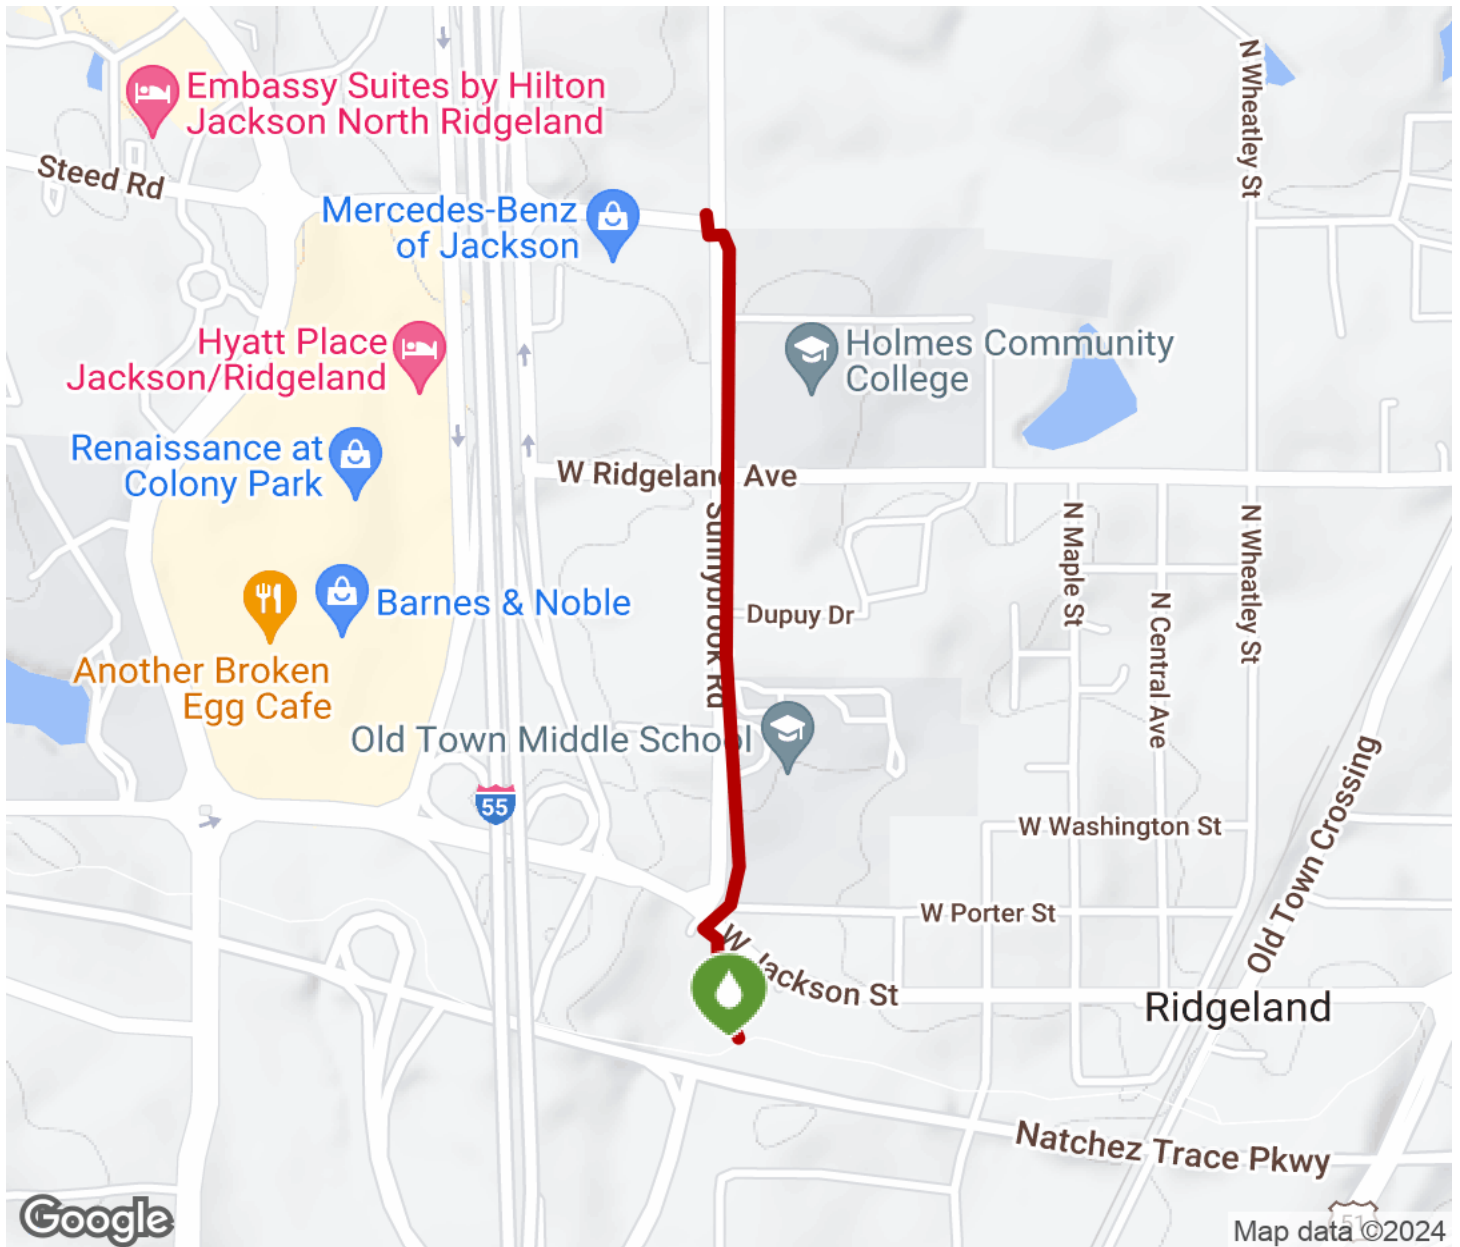 N Wheatley St
Embassy Suites by Hilton
Jackson North Ridgeland
Steed Rd
Mercedes-Benz
of Jackson
Hyatt Place
Jackson/Ridgeland
Holmes Community
College
Renaissance at
Colony Park
W Ridgeland Ave
Sunnybrook Rd
N Maple St
N Wheatley St
Barnes & Noble
Dupuy Dr
N Central Ave
Another Broken
Egg Cafe
Old Town Middle School
55
W Washington St
Old Town Crossing
W Porter St
W Jackson St
Ridgeland
Natchez Trace Pkwy
51
Google
Map data ©2024